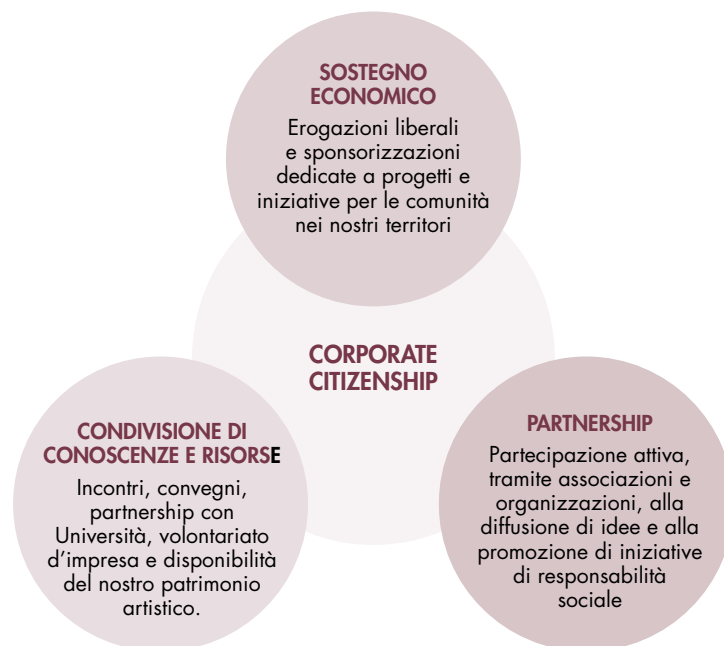 SOSTEGNO
ECONOMICO
Erogazioni liberali
e sponsorizzazioni
dedicate a progetti e
iniziative per le comunità
nei nostri territori
CORPORATE
CITIZENSHIP
CONDIVISIONE DI
CONOSCENZE E RISORSE
Incontri, convegni,
partnership con
Università, volontariato
d’impresa e disponibilità
del nostro patrimonio
artistico.
PARTNERSHIP
Partecipazione attiva,
tramite associazioni e
organizzazioni, alla
diffusione di idee e alla
promozione di iniziative
di responsabilità
sociale